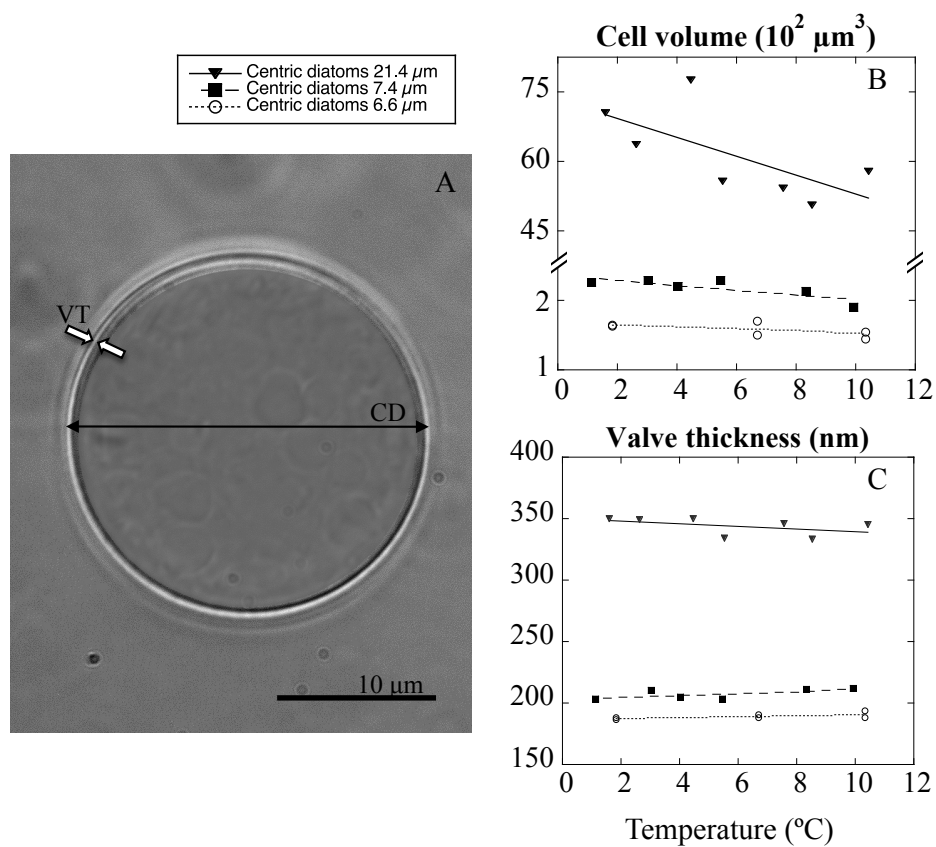 Centric diatoms 21.4 µm
Centric diatoms 7.4 µm
Centric diatoms 6.6 µm
A
VT
CD
10 µm
Cell volume (10² µm³)
B
75
60
45
2
1
0 2 4 6 8 10 12
Valve thickness (nm)
C
400
350
300
250
200
150
0 2 4 6 8 10 12
Temperature (ºC)